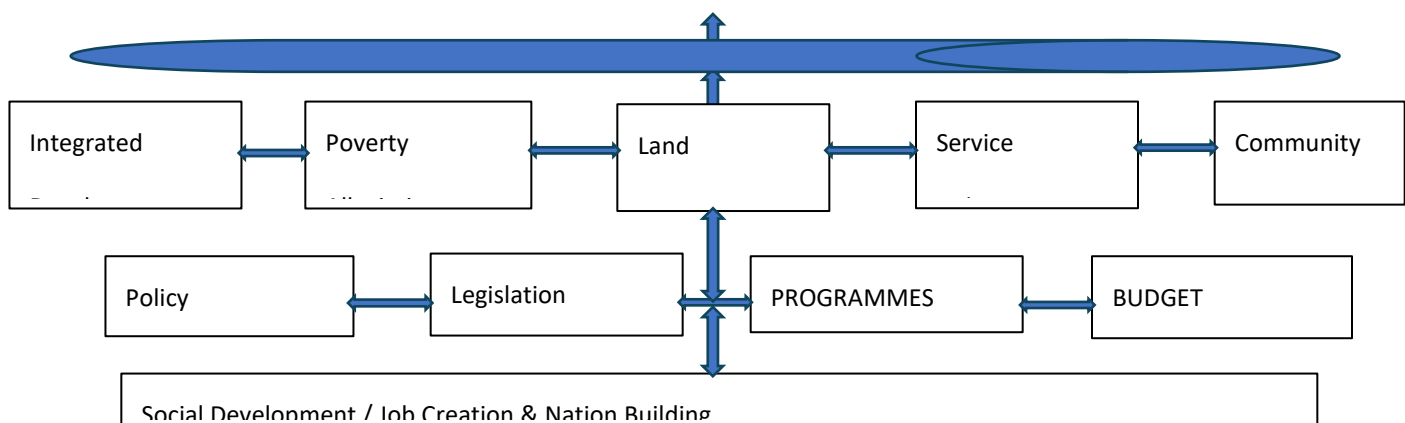 Integrated
Poverty
Land
Service
Community
Policy
Legislation
PROGRAMMES
BUDGET
Social Development / Job Creation & Nation Building